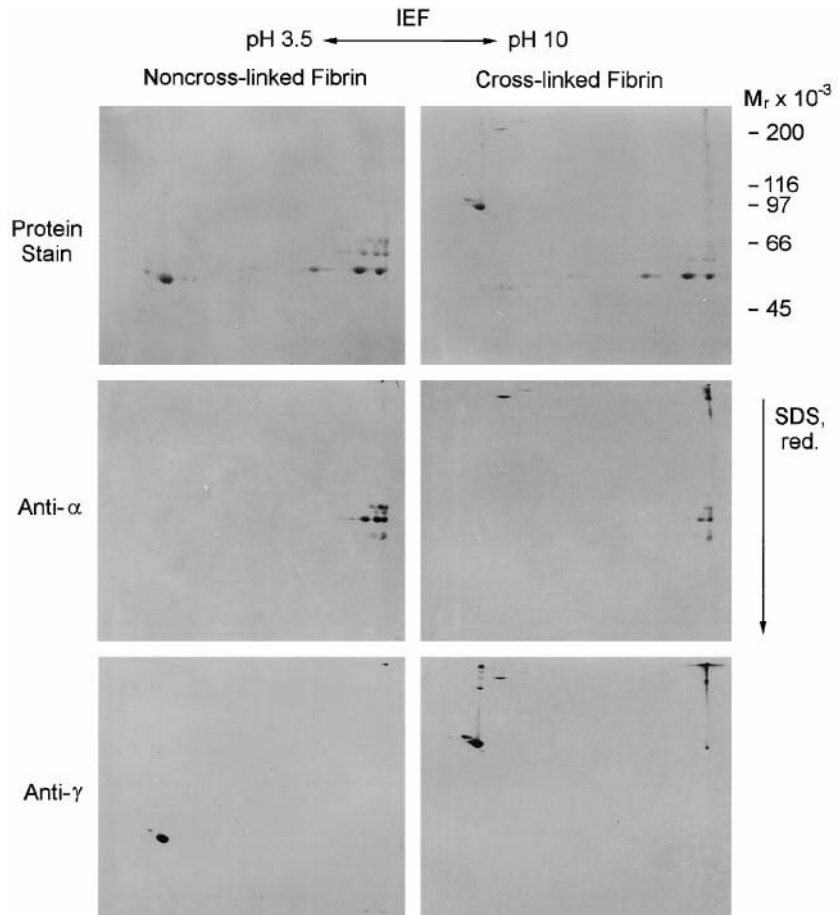 IEF
pH 3.5 ⟷ pH 10
Noncross-linked Fibrin
Cross-linked Fibrin
Mr x 10-3
– 200
– 116
– 97
– 66
– 45
Protein
Stain
Anti-α
SDS,
red.
Anti-γ